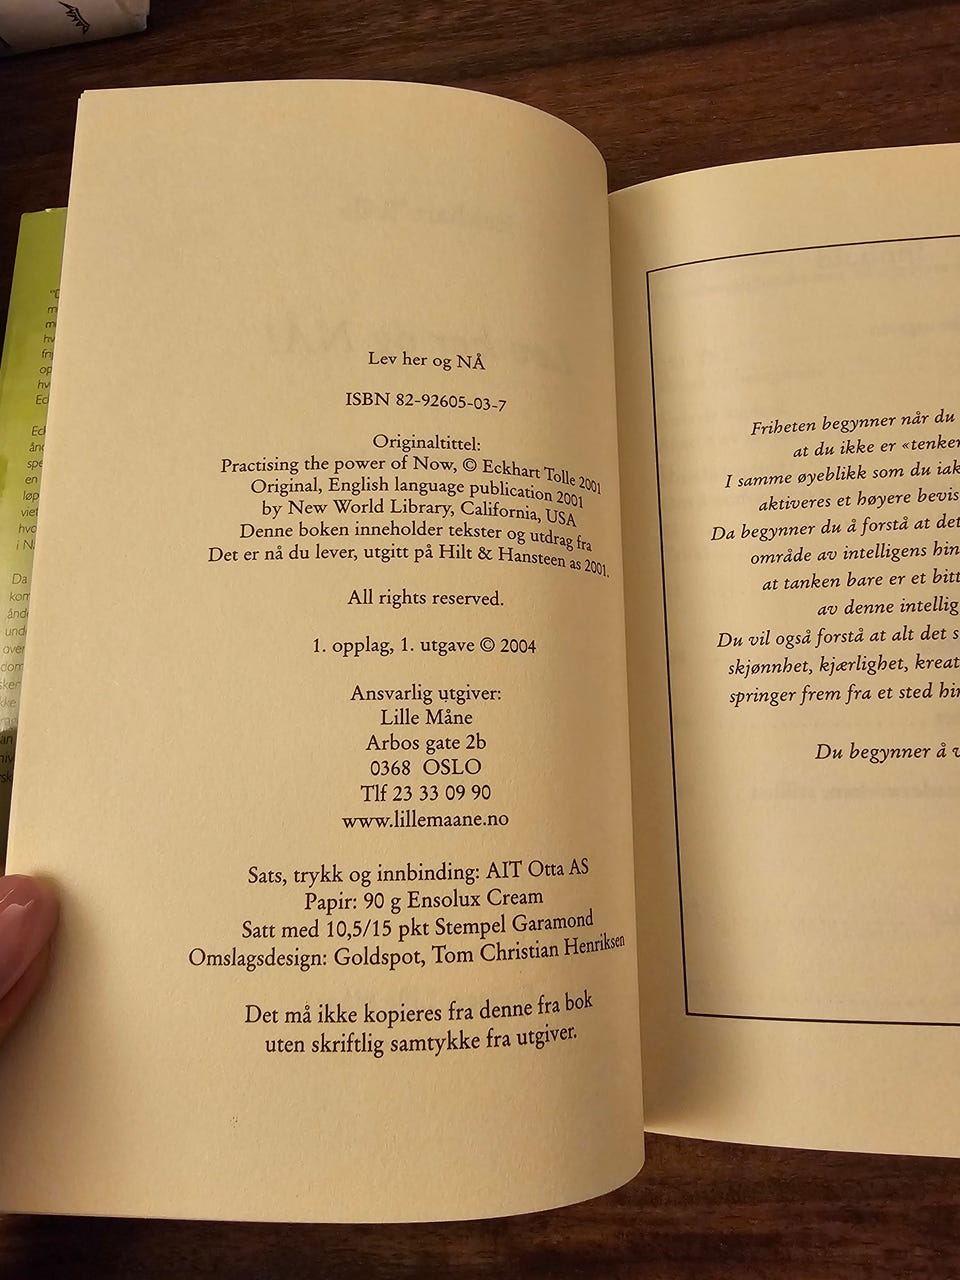 Lev her og NÅ
ISBN 82-92605-03-7
Originaltittel:
Practising the power of Now, © Eckhart Tolle 2001
Original, English language publication 2001
by New World Library, California, USA
Denne boken inneholder tekster og utdrag fra
Det er nå du lever, utgitt på Hilt & Hansteen as 2001.
All rights reserved.
1. opplag, 1. utgave © 2004
Ansvarlig utgiver:
Lille Måne
Arbos gate 2b
0368 OSLO
Tlf 23 33 09 90
www.lillemaane.no
Sats, trykk og innbinding: AIT Otta AS
Papir: 90 g Ensolux Cream
Satt med 10,5/15 pkt Stempel Garamond
Omslagsdesign: Goldspot, Tom Christian Henriksen
Det må ikke kopieres fra denne fra bok
uten skriftlig samtykke fra utgiver.
Friheten begynner når du
at du ikke er «tenker
I samme øyeblikk som du iak
aktiveres et høyere bevis
Da begynner du å forstå at det
område av intelligens hin
at tanken bare er et bitt
av denne intellig
Du vil også forstå at alt det s
skjønnhet, kjærlighet, kreat
springer frem fra et sted hin
Du begynner å v